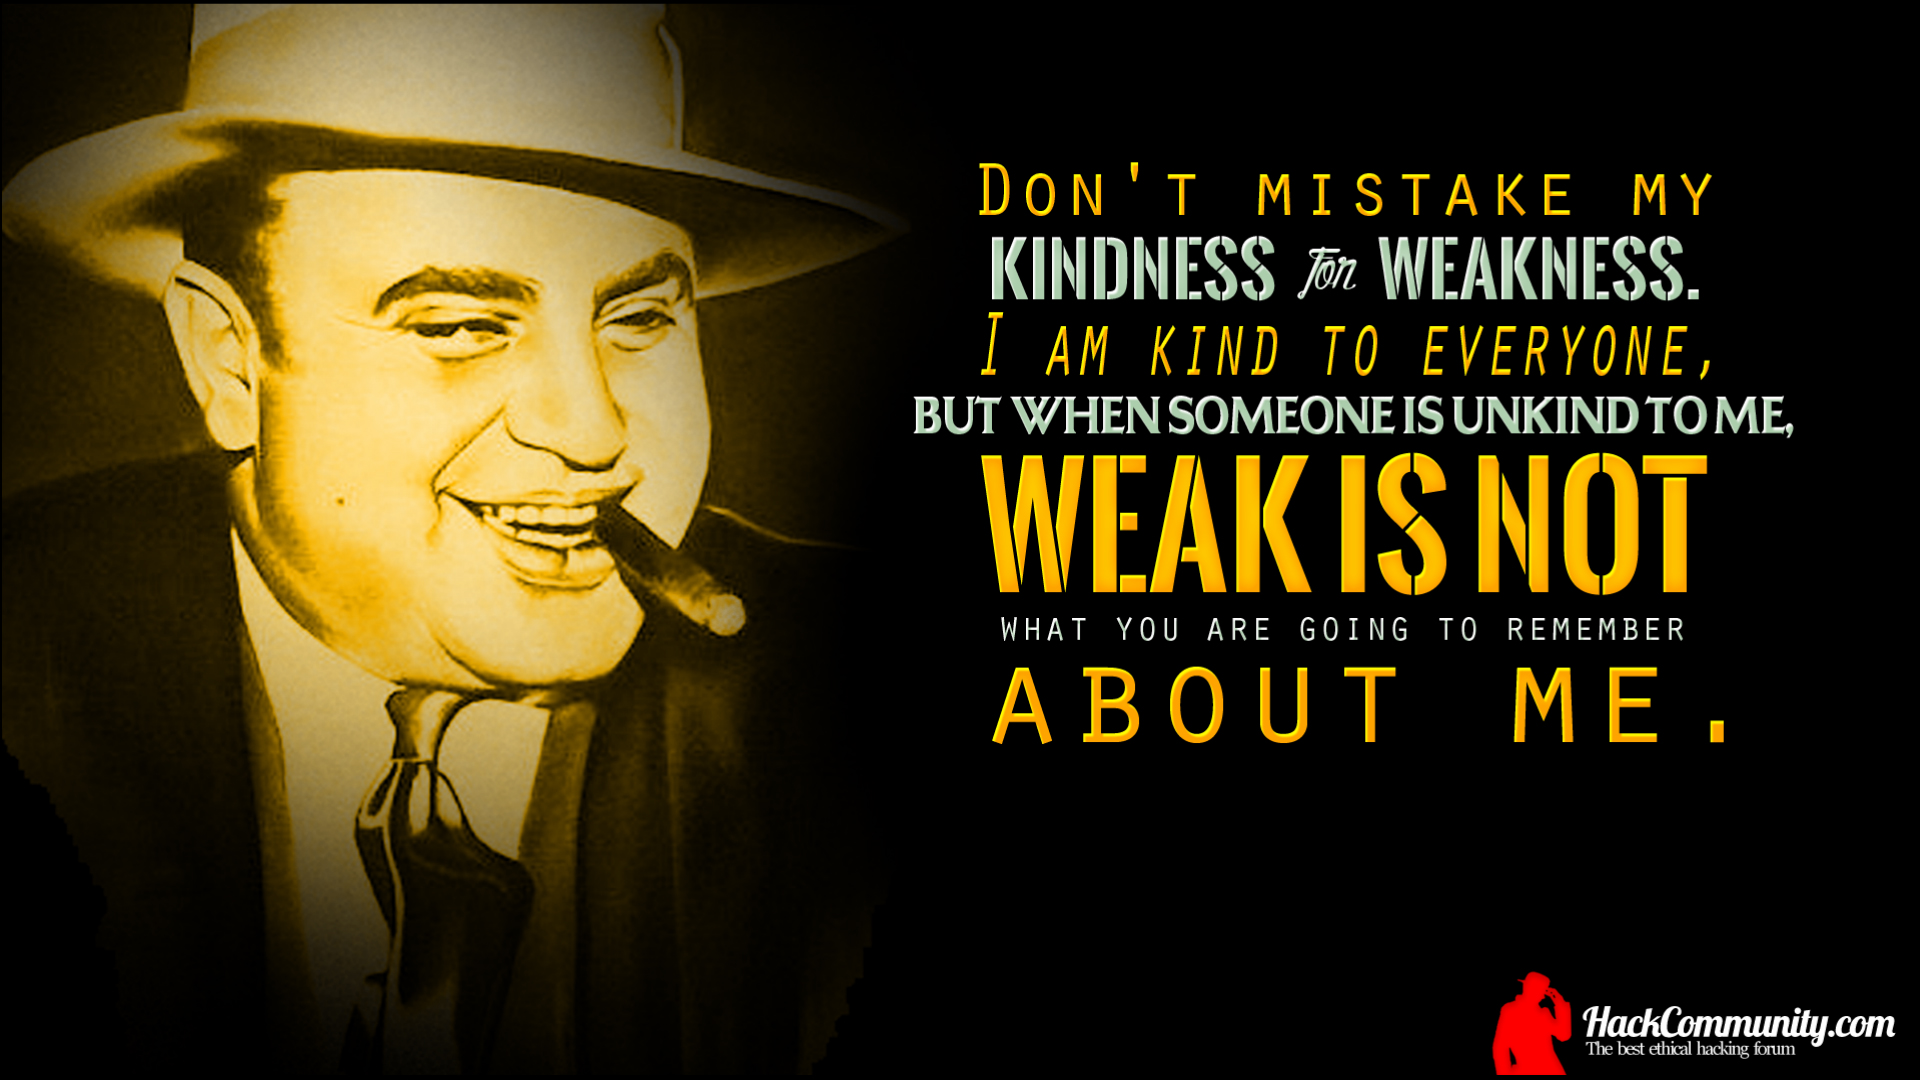 Don't mistake my
KINDNESS for WEAKNESS.
I am kind to everyone,
BUT WHEN SOMEONE IS UNKIND TO ME,
WEAK IS NOT
WHAT YOU ARE GOING TO REMEMBER
ABOUT ME.
HackCommunity.com
The best ethical hacking forum